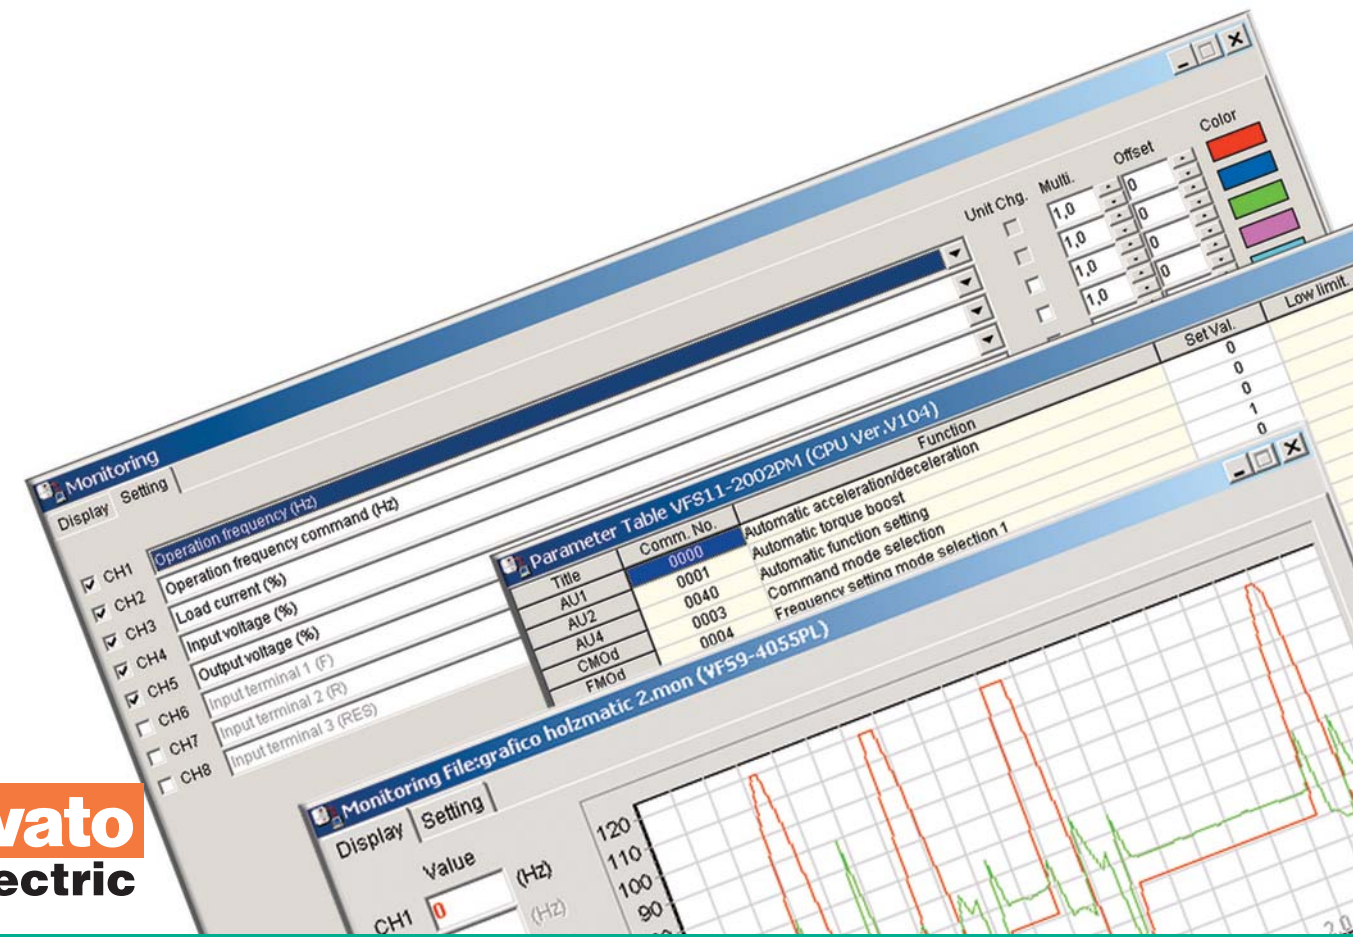 Monitoring
Display Setting
Unit Chg. Multi. Offset Color
CH1 Operation frequency (Hz) 1,0 0
CH2 Operation frequency command (Hz) 1,0 0
CH3 Load current (%) 1,0 0
CH4 Input voltage (%) 1,0 0
CH5 Output voltage (%)
CH6 Input terminal 1 (F)
CH7 Input terminal 2 (R)
CH8 Input terminal 3 (RES)
Parameter Table VFS11-2002PM (CPU Ver.V104)
Title Comm. No. Function Set Val. Low limit.
AU1 0000 Automatic acceleration/deceleration 0
AU2 0001 Automatic torque boost 0
AU4 0040 Automatic function setting 0
CMOd 0003 Command mode selection 1
FMOd 0004 Frequency setting mode selection 1 0
Monitoring File:grafico holzmatic 2.mon (VFS9-4055PL)
Display Setting
Value
CH1 0 (Hz)
(Hz)
120
110
100
90
2.0
vato
ectric